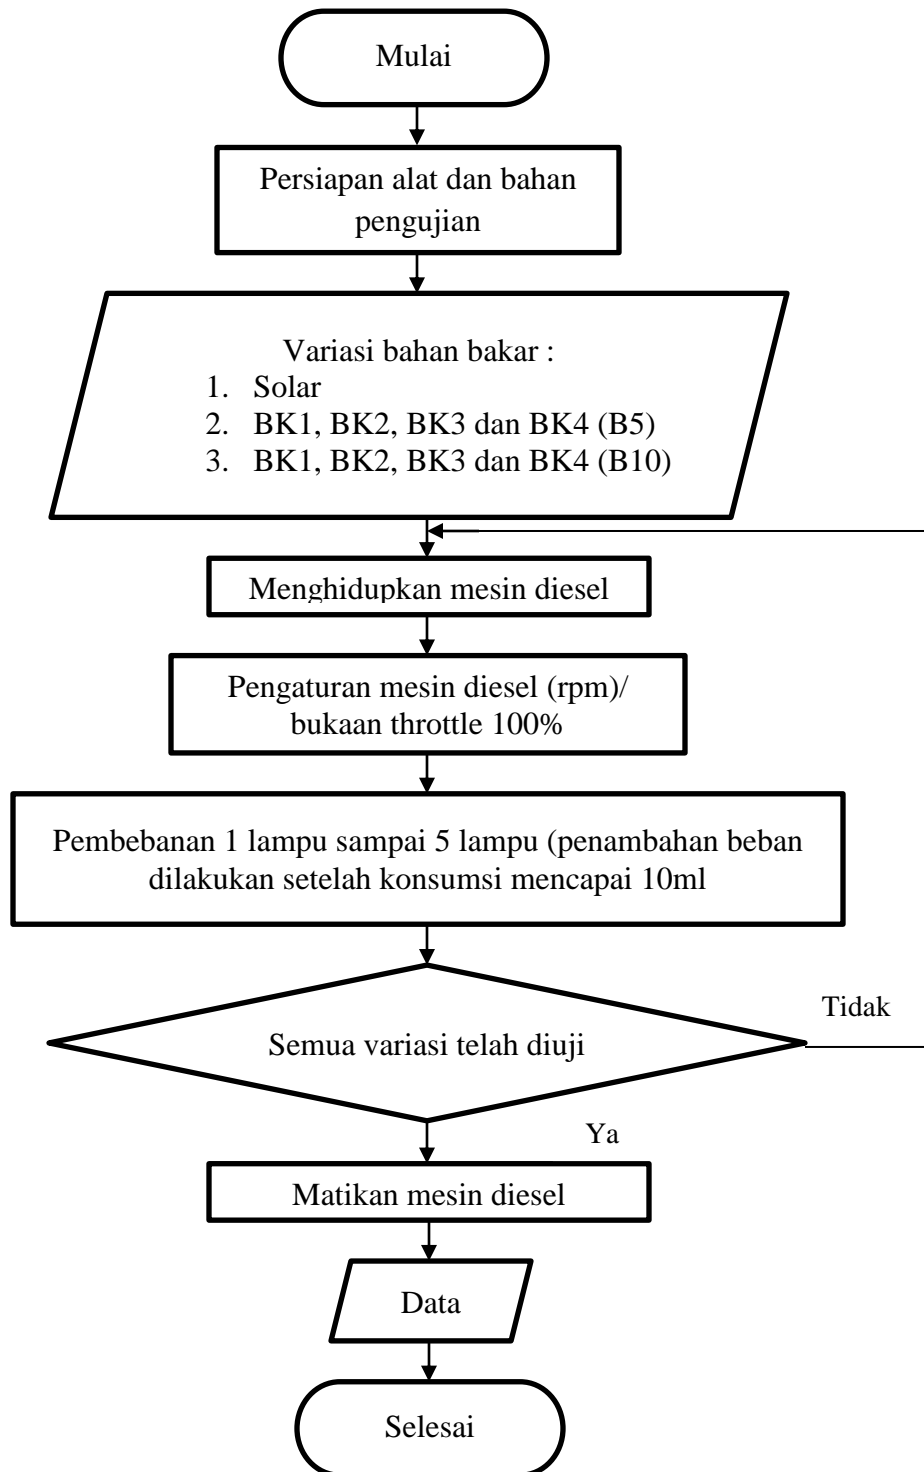 Mulai
Persiapan alat dan bahan
pengujian
Variasi bahan bakar :
1. Solar
2. BK1, BK2, BK3 dan BK4 (B5)
3. BK1, BK2, BK3 dan BK4 (B10)
Menghidupkan mesin diesel
Pengaturan mesin diesel (rpm)/
bukaan throttle 100%
Pembebanan 1 lampu sampai 5 lampu (penambahan beban
dilakukan setelah konsumsi mencapai 10ml
Tidak
Semua variasi telah diuji
Ya
Matikan mesin diesel
Data
Selesai